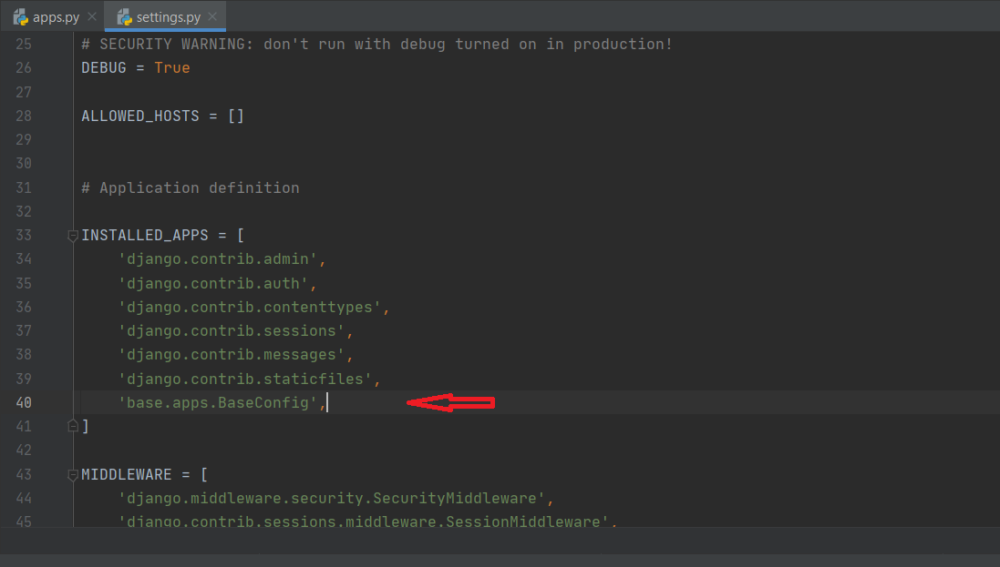 apps.py settings.py
25 # SECURITY WARNING: don't run with debug turned on in production!
26 DEBUG = True
27
28 ALLOWED_HOSTS = []
29
30
31 # Application definition
32
33 INSTALLED_APPS = [
34 'django.contrib.admin',
35 'django.contrib.auth',
36 'django.contrib.contenttypes',
37 'django.contrib.sessions',
38 'django.contrib.messages',
39 'django.contrib.staticfiles',
40 'base.apps.BaseConfig',
41 ]
42
43 MIDDLEWARE = [
44 'django.middleware.security.SecurityMiddleware',
45 'django.contrib.sessions.middleware.SessionMiddleware',